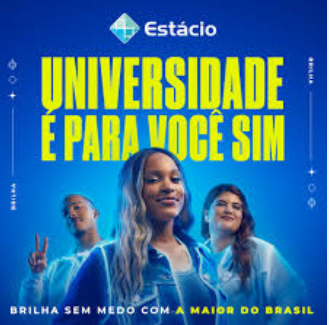 Estácio
UNIVERSIDADE
É PARA VOCÊ SIM
BRILHA
BRILHA
BRILHA SEM MEDO COM A MAIOR DO BRASIL